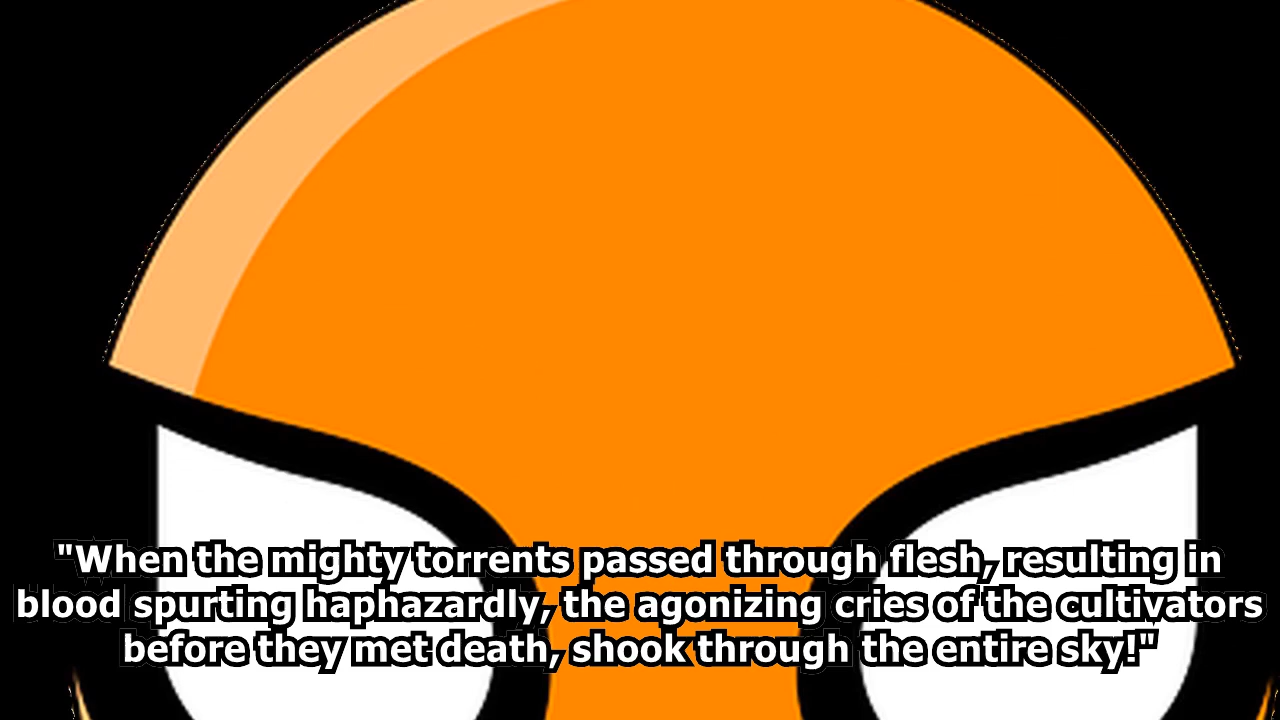 "When the mighty torrents passed through flesh, resulting in
blood spurting haphazardly, the agonizing cries of the cultivators
before they met death, shook through the entire sky!"